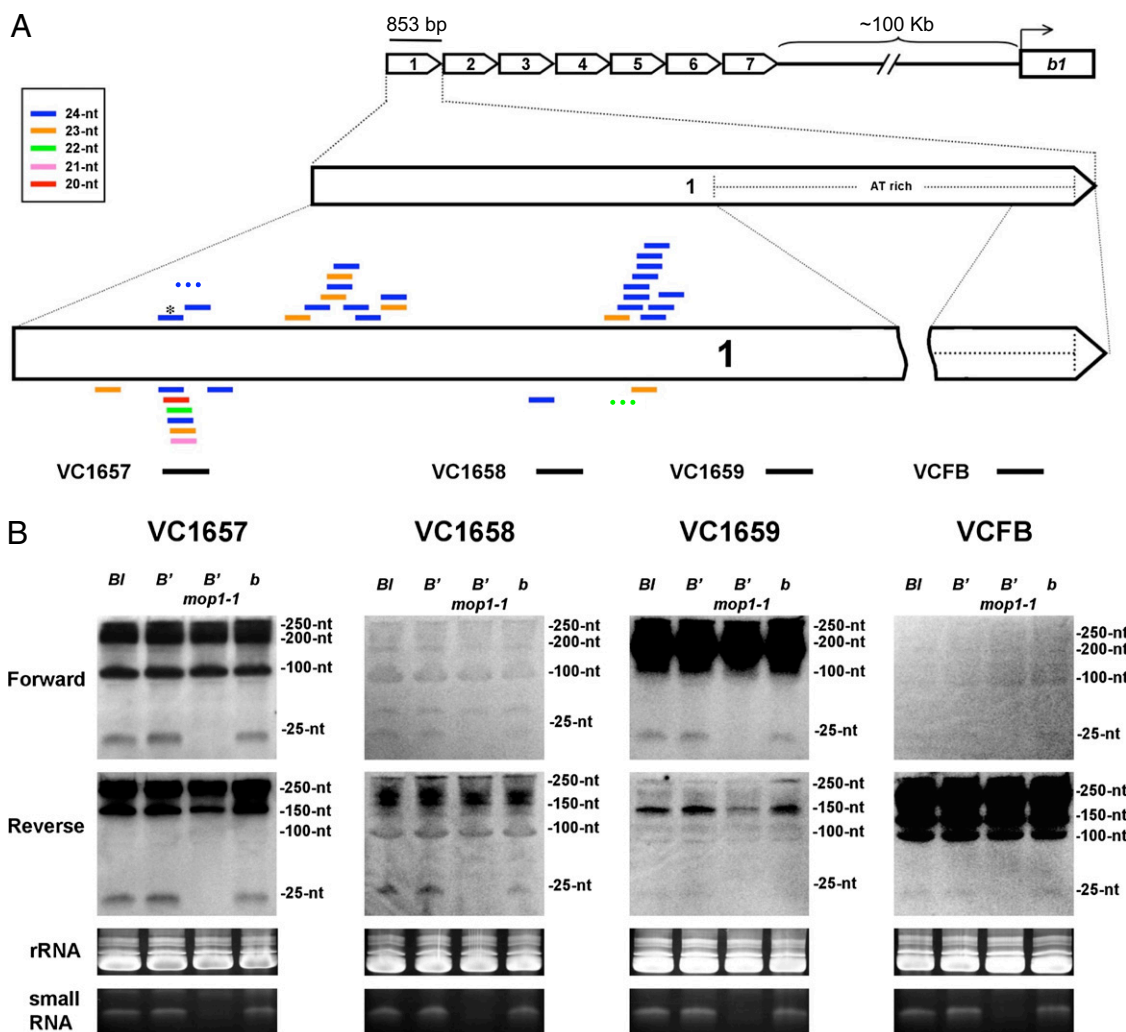 A
853 bp
~100 Kb
1 2 3 4 5 6 7 b1
24-nt
23-nt
22-nt
21-nt
20-nt
1 AT rich
*
1
VC1657 VC1658 VC1659 VCFB
B
VC1657 VC1658 VC1659 VCFB
BI B' B' b BI B' B' b BI B' B' b BI B' B' b
mop1-1 mop1-1 mop1-1 mop1-1
Forward
-250-nt -250-nt -250-nt -250-nt
-200-nt -200-nt -200-nt -200-nt
-100-nt -100-nt -100-nt -100-nt
-25-nt -25-nt -25-nt -25-nt
Reverse
-250-nt -250-nt -250-nt -250-nt
-150-nt -150-nt -150-nt -150-nt
-100-nt -100-nt -100-nt -100-nt
-25-nt -25-nt -25-nt -25-nt
rRNA
small
RNA